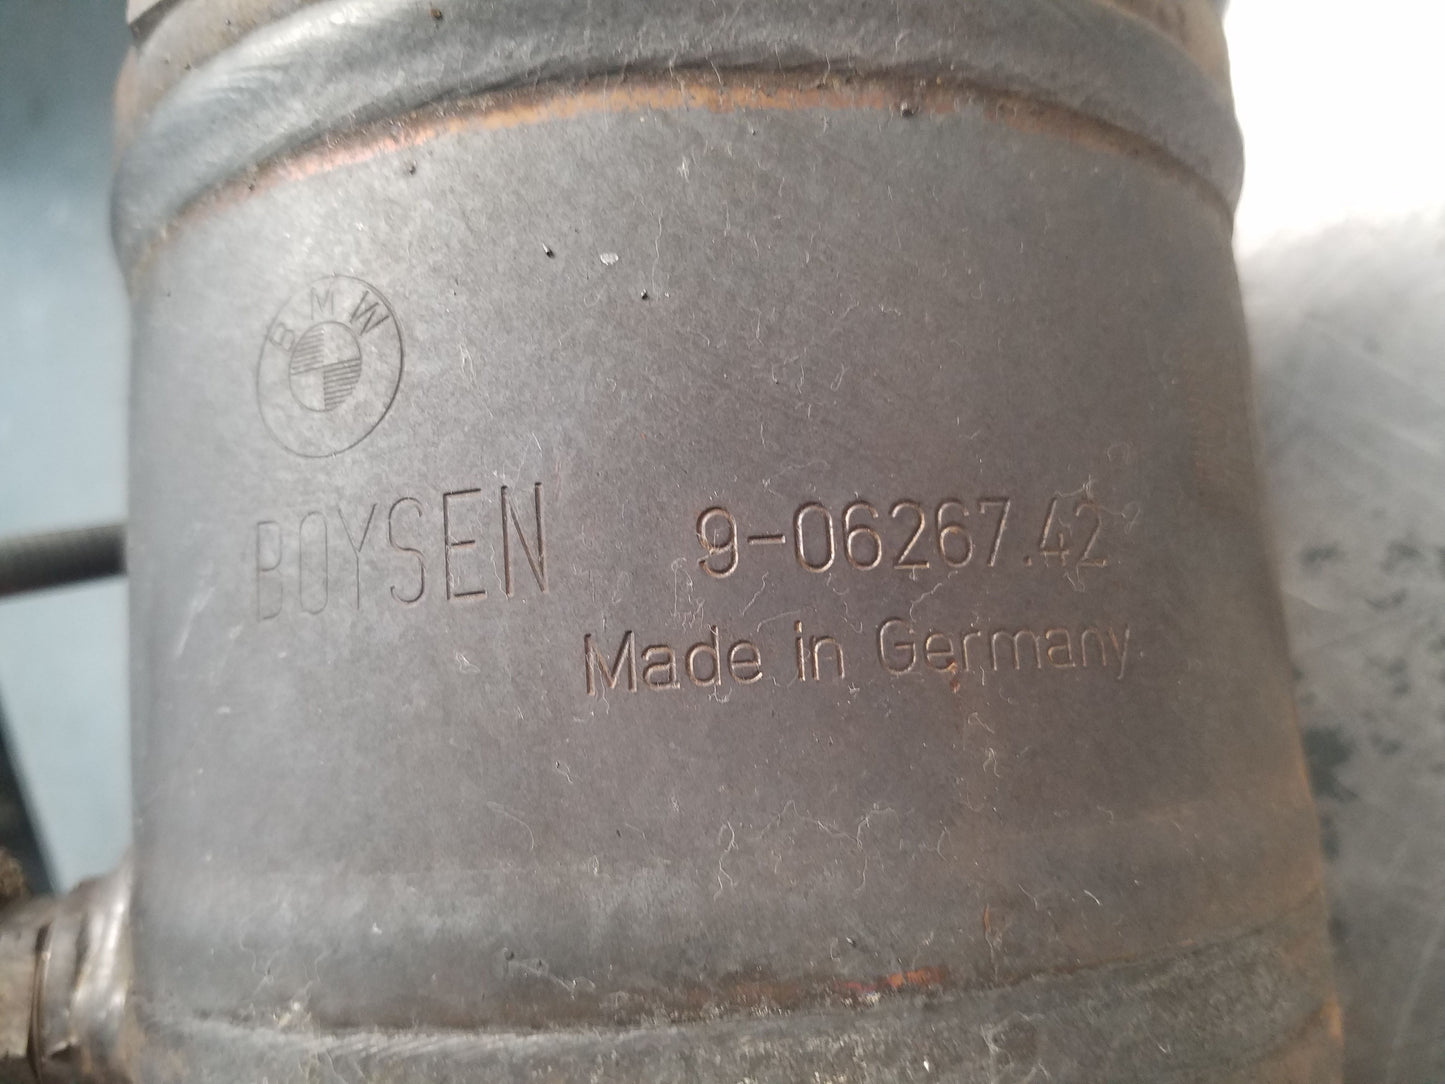 BMW
BOYSEN 9-06267.42
Made in Germany